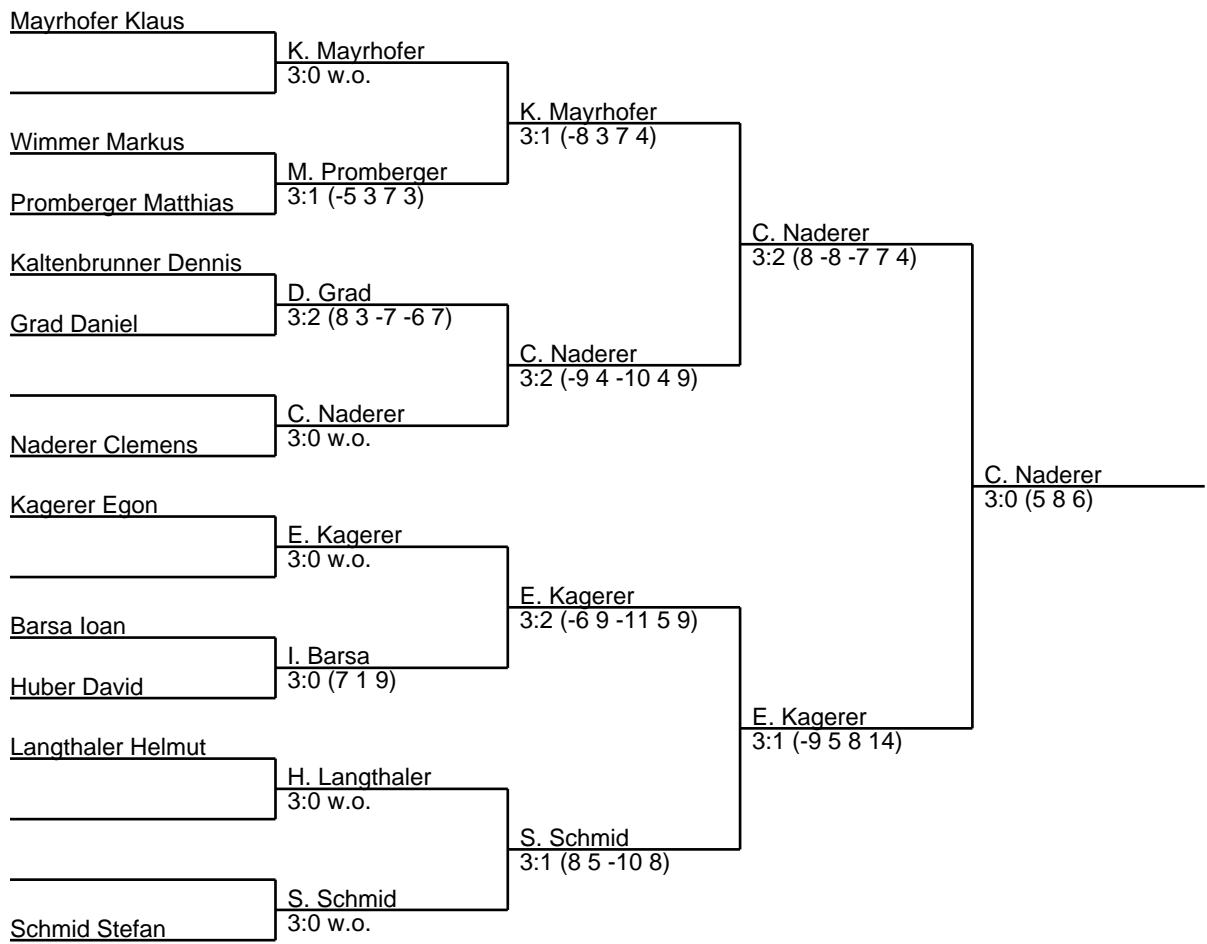 Mayrhofer Klaus
K. Mayrhofer
3:0 w.o.
K. Mayrhofer
3:1 (-8 3 7 4)
Wimmer Markus
M. Promberger
3:1 (-5 3 7 3)
Promberger Matthias
C. Naderer
3:2 (8 -8 -7 7 4)
Kaltenbrunner Dennis
D. Grad
3:2 (8 3 -7 -6 7)
Grad Daniel
C. Naderer
3:2 (-9 4 -10 4 9)
C. Naderer
3:0 w.o.
Naderer Clemens
C. Naderer
3:0 (5 8 6)
Kagerer Egon
E. Kagerer
3:0 w.o.
E. Kagerer
3:2 (-6 9 -11 5 9)
Barsa Ioan
I. Barsa
3:0 (7 1 9)
Huber David
E. Kagerer
3:1 (-9 5 8 14)
Langthaler Helmut
H. Langthaler
3:0 w.o.
S. Schmid
3:1 (8 5 -10 8)
S. Schmid
3:0 w.o.
Schmid Stefan